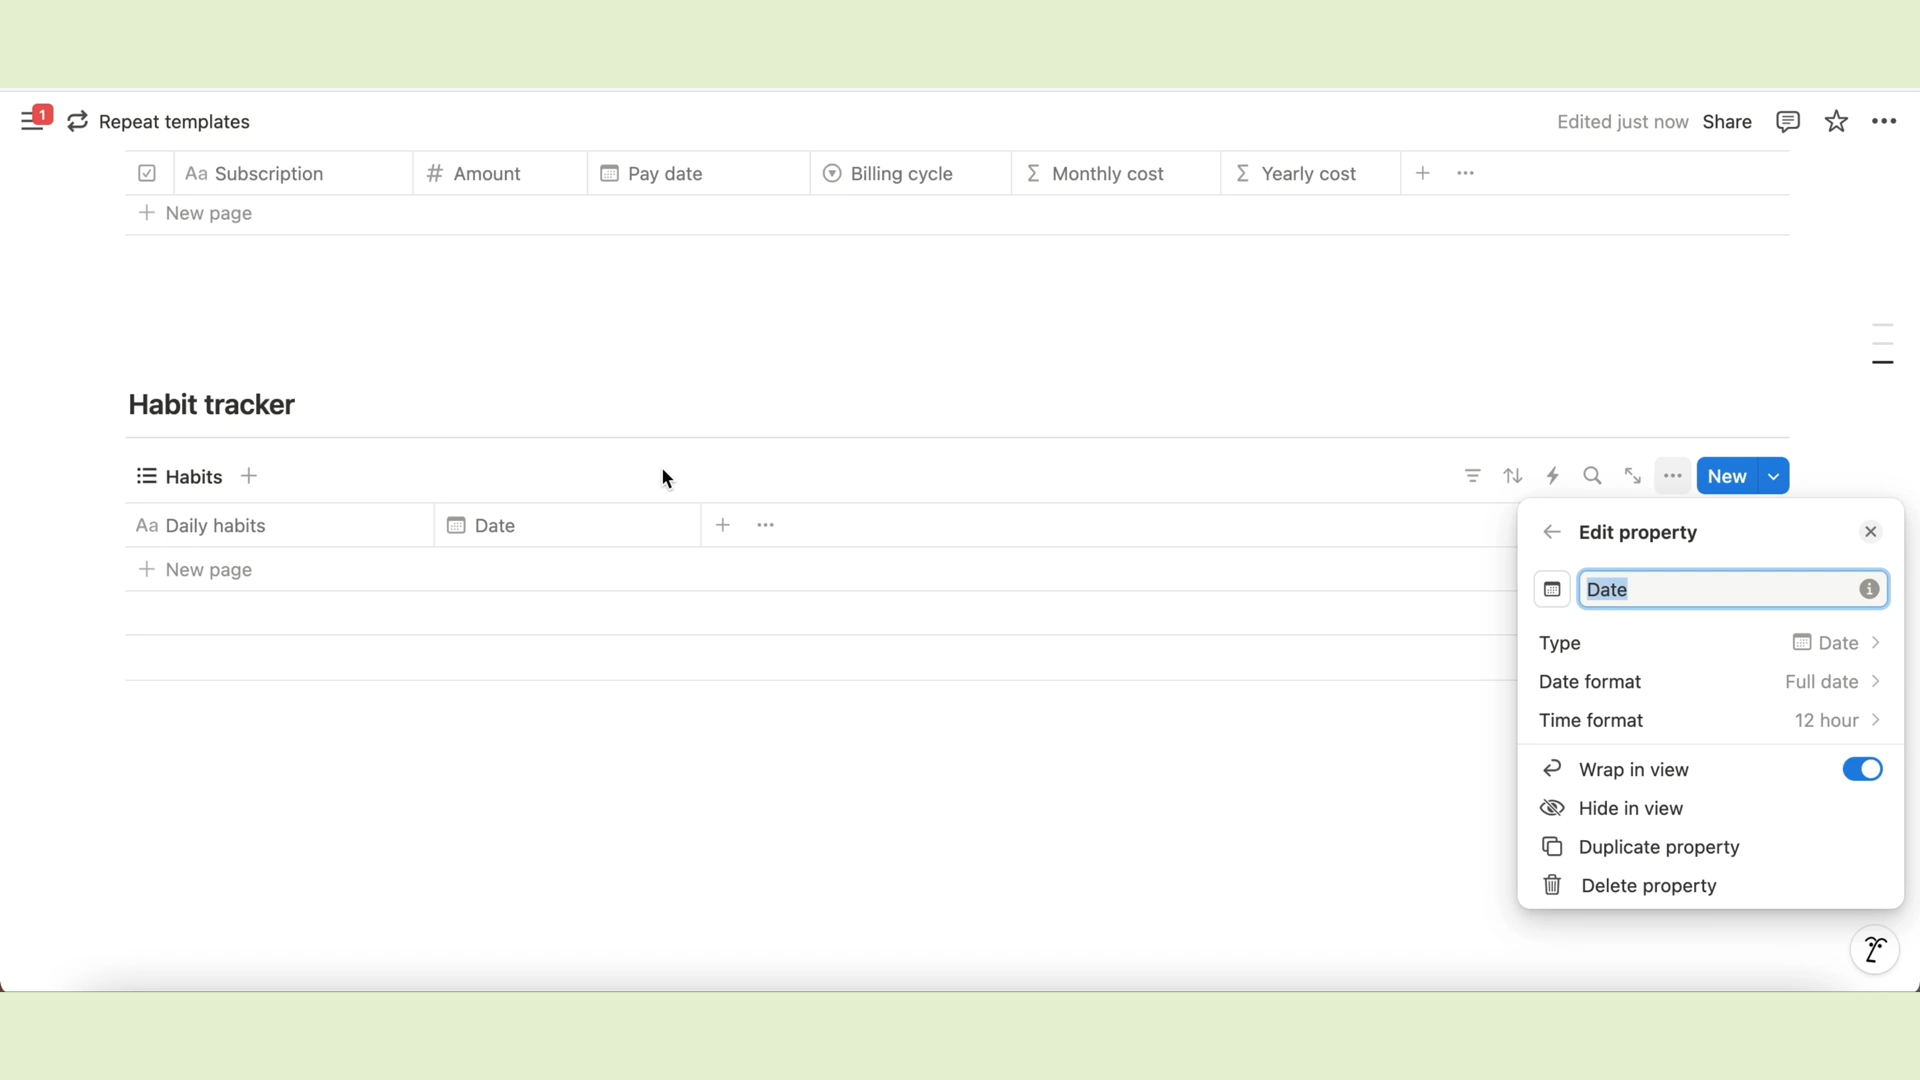 1
Repeat templates
Edited just now Share
Aa Subscription # Amount Pay date Billing cycle Σ Monthly cost Σ Yearly cost + •••
+ New page
Habit tracker
Habits +
New
Aa Daily habits Date + •••
+ New page
Edit property
Date
Type Date
Date format Full date
Time format 12 hour
Wrap in view
Hide in view
Duplicate property
Delete property